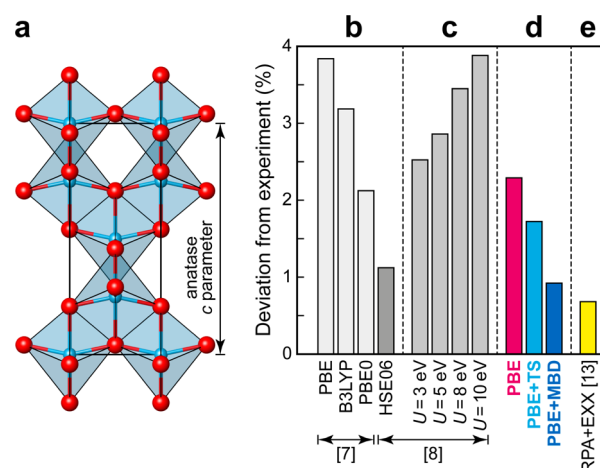 a
b
c
d
e
anatase
c parameter
Deviation from experiment (%)
4
3
2
1
0
PBE
B3LYP
PBE0
HSE06
U = 3 eV
U = 5 eV
U = 8 eV
U = 10 eV
PBE
PBE+TS
PBE+MBD
RPA+EXX [13]
[7]
[8]